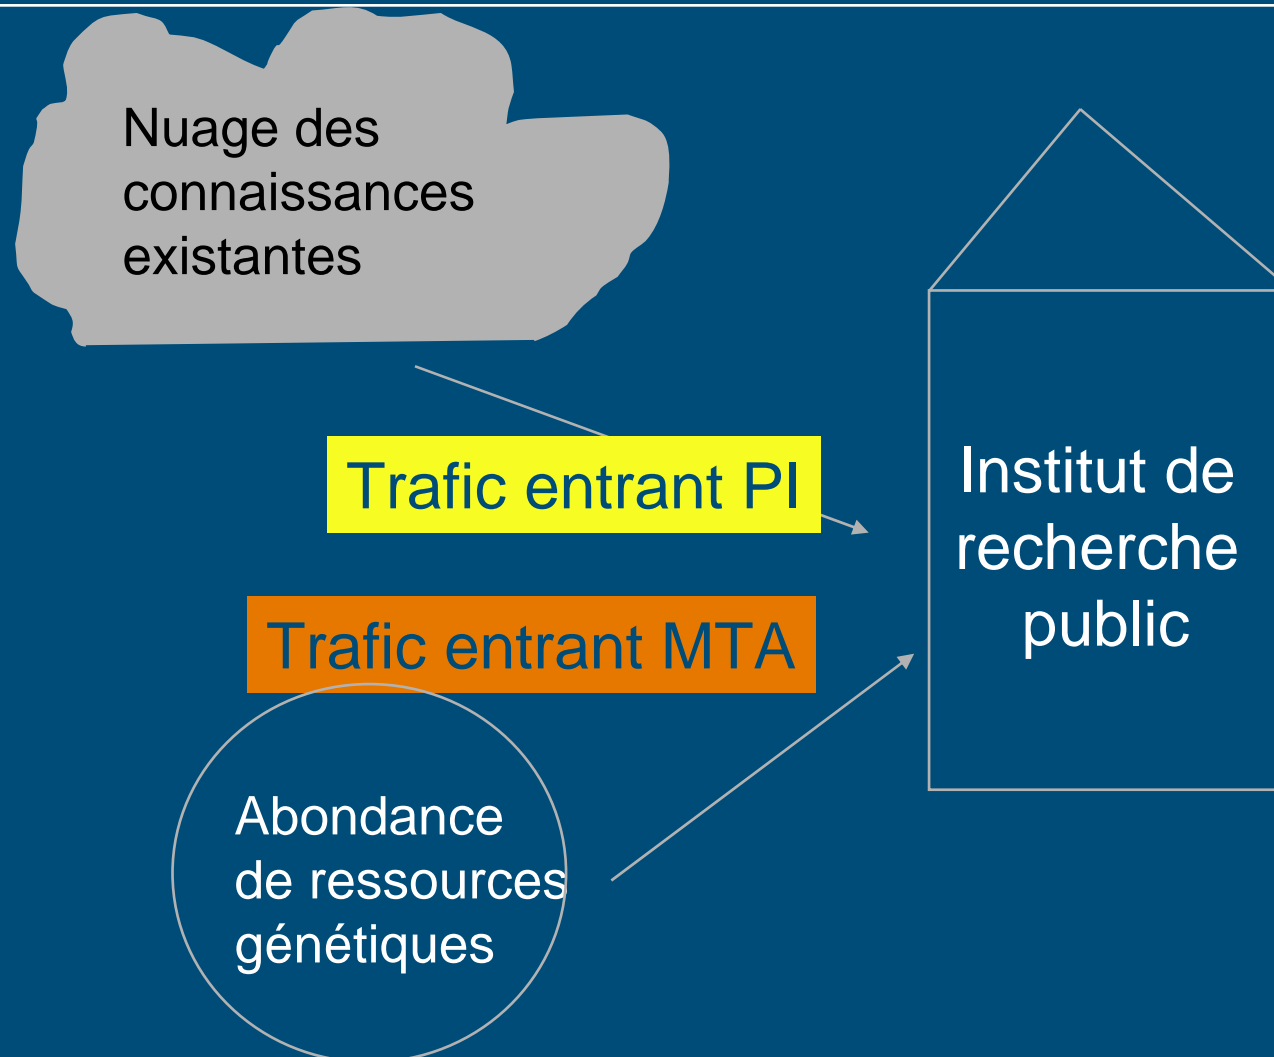 Nuage des
connaissances
existantes
Trafic entrant PI
Institut de
recherche
public
Trafic entrant MTA
Abondance
de ressources
génétiques